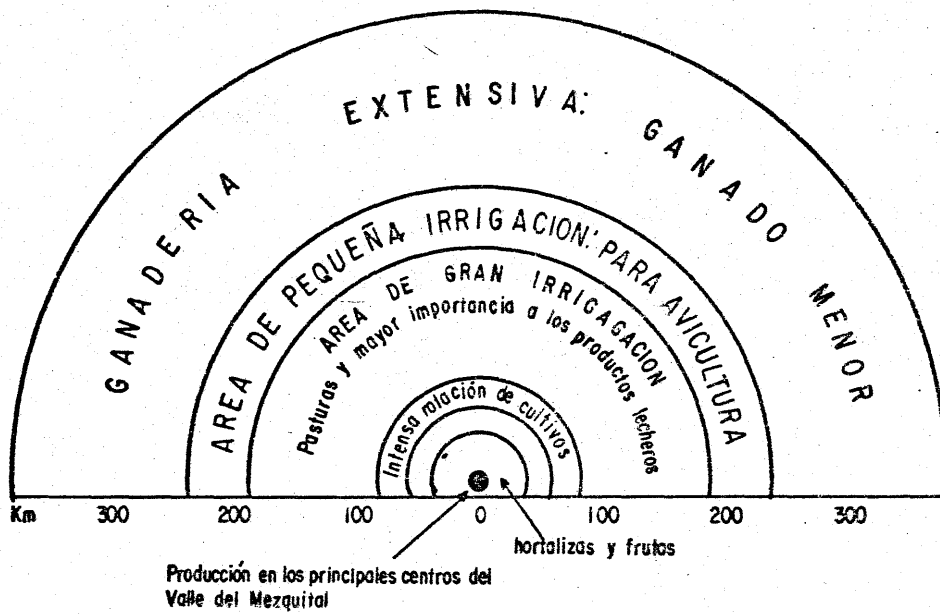 GANADERIA EXTENSIVA: GANADO MENOR
AREA DE PEQUEÑA IRRIGACION: PARA AVICULTURA
AREA DE GRAN IRRIGAGACION
Pasturas y mayor importancia a los productos lecheros
Intensa rotación de cultivos
Km 300 200 100 0 100 200 300
hortalizas y frutas
Producción en los principales centros del
Valle del Mezquital